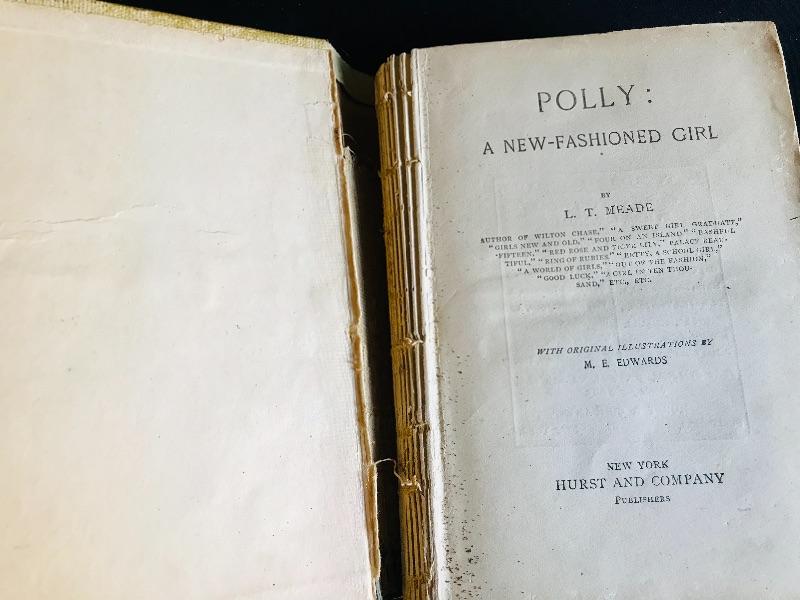 POLLY:
A NEW-FASHIONED GIRL
BY
L. T. MEADE
AUTHOR OF WILTON CHASE," "A SWEET GIRL GRADUATE,"
"GIRLS NEW AND OLD," "FOUR ON AN ISLAND" "BASHFUL
FIFTEEN," "RED ROSE AND TIGER LILY," PALACE BEAU-
TIFUL," "RING OF RUBIES" "BETTY, A SCHOOL GIRL,"
"A WORLD OF GIRLS," "OUT OF THE FASHION,"
"GOOD LUCK," "A GIRL IN TEN THOU-
SAND," ETC., ETC.
WITH ORIGINAL ILLUSTRATIONS BY
M. E. EDWARDS
NEW YORK
HURST AND COMPANY
PUBLISHERS